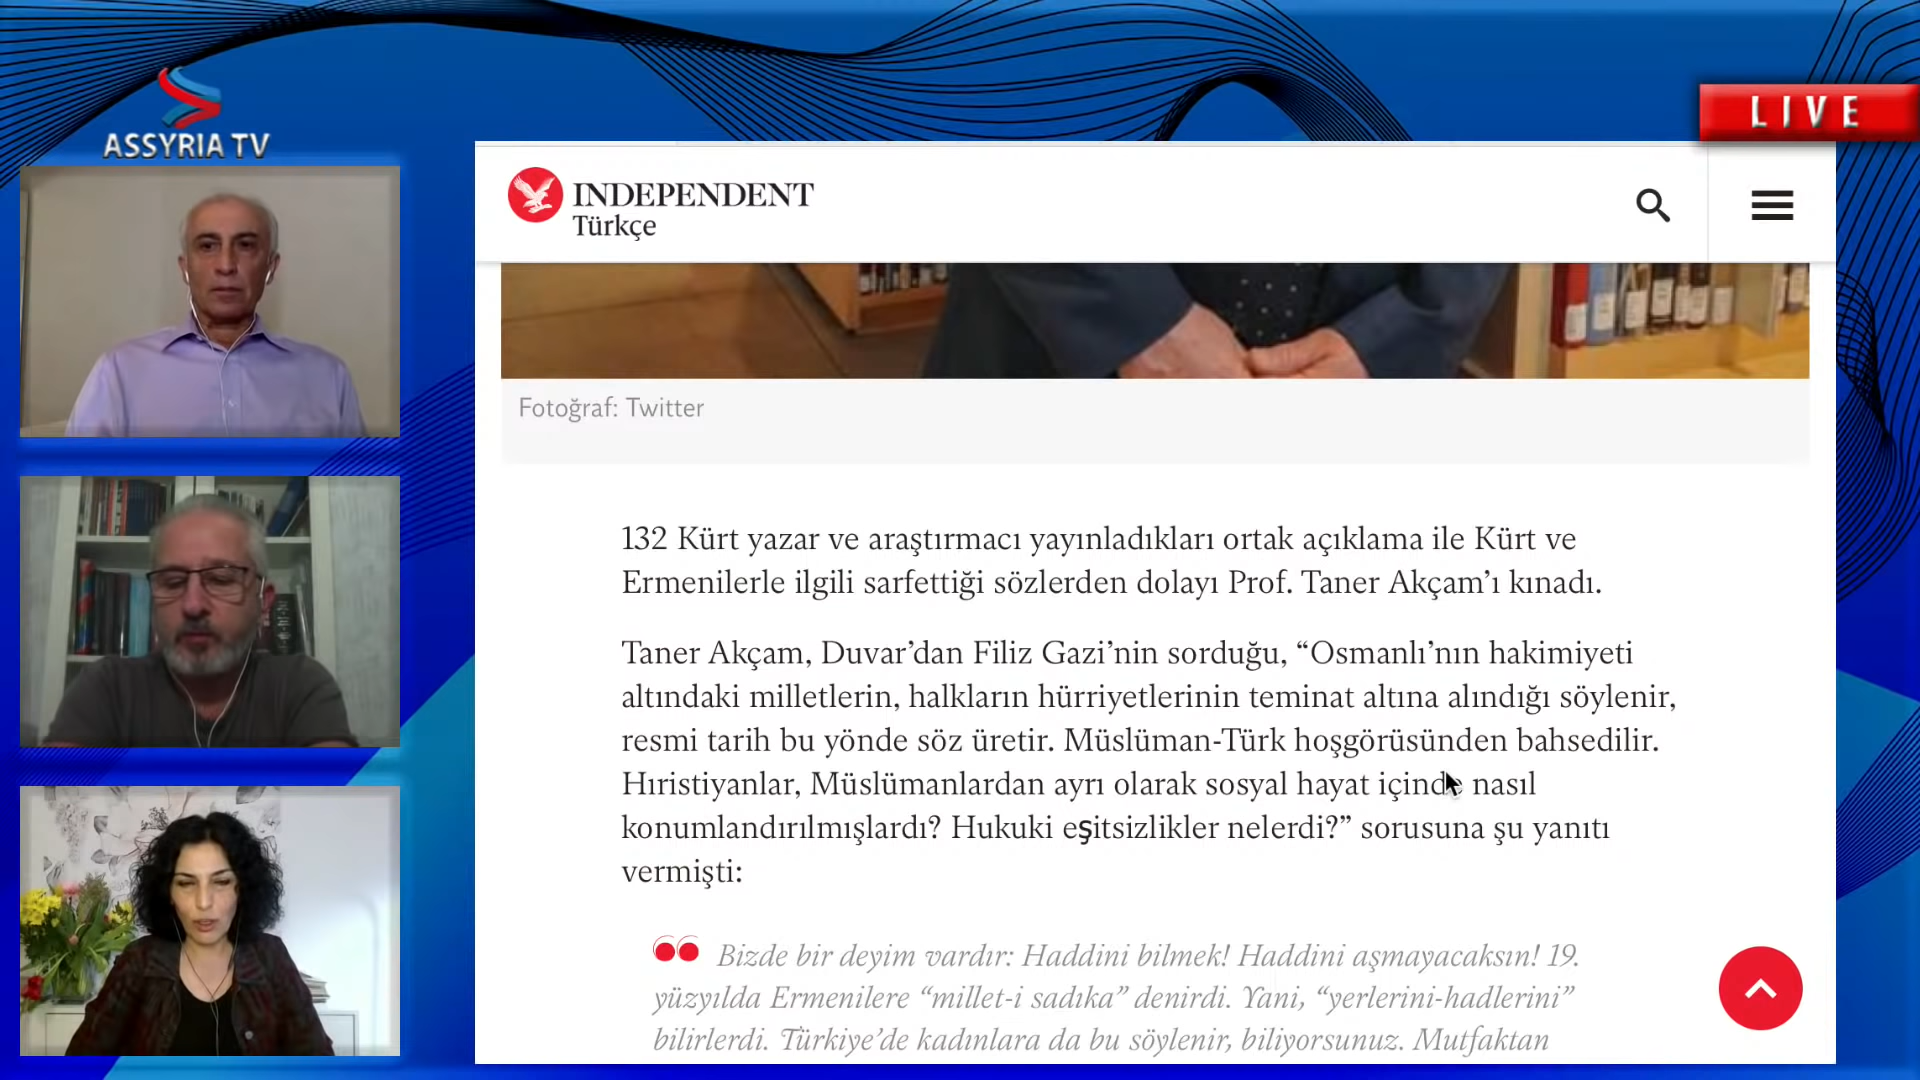 ASSYRIA TV
LIVE
INDEPENDENT
Türkçe
Fotoğraf: Twitter
132 Kürt yazar ve araştırmacı yayınladıkları ortak açıklama ile Kürt ve
Ermenilerle ilgili sarfettiği sözlerden dolayı Prof. Taner Akçam’ı kınadı.
Taner Akçam, Duvar’dan Filiz Gazi’nin sorduğu, “Osmanlı’nın hakimiyeti
altındaki milletlerin, halkların hürriyetlerinin teminat altına alındığı söylenir,
resmi tarih bu yönde söz üretir. Müslüman-Türk hoşgörüsünden bahsedilir.
Hıristiyanlar, Müslümanlardan ayrı olarak sosyal hayat içinde nasıl
konumlandırılmışlardı? Hukuki eşitsizlikler nelerdi?” sorusuna şu yanıtı
vermişti:
Bizde bir deyim vardır: Haddini bilmek! Haddini aşmayacaksın! 19.
yüzyılda Ermenilere “millet-i sadıka” denirdi. Yani, “yerlerini-hadlerini”
bilirlerdi. Türkiye’de kadınlara da bu söylenir, biliyorsunuz. Mutfaktan